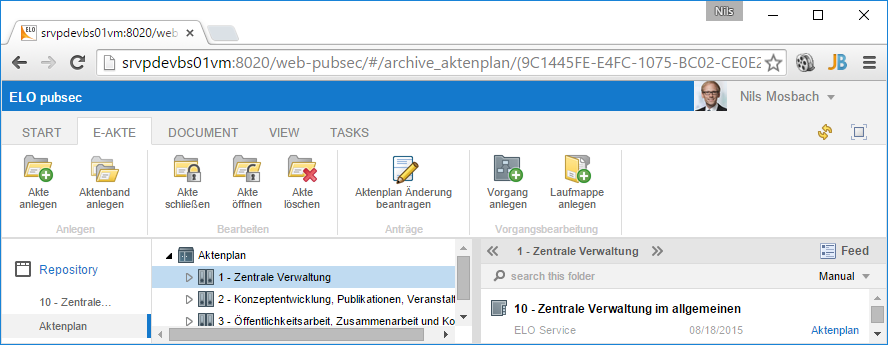 Nils
srvpdevbs01vm:8020/web
srvpdevbs01vm:8020/web-pubsec/#/archive_aktenplan/(9C1445FE-E4FC-1075-BC02-CE0E2
JB
ELO pubsec
Nils Mosbach
START E-AKTE DOCUMENT VIEW TASKS
Akte anlegen
Aktenband anlegen
Akte schließen
Akte öffnen
Akte löschen
Aktenplan Änderung beantragen
Vorgang anlegen
Laufmappe anlegen
Anlegen Bearbeiten Anträge Vorgangsbearbeitung
Repository
10 - Zentrale...
Aktenplan
Aktenplan
1 - Zentrale Verwaltung
2 - Konzeptentwicklung, Publikationen, Veranstalt
3 - Öffentlichkeitsarbeit, Zusammenarbeit und Ko
1 - Zentrale Verwaltung
Feed
search this folder
Manual
10 - Zentrale Verwaltung im allgemeinen
ELO Service 08/18/2015 Aktenplan